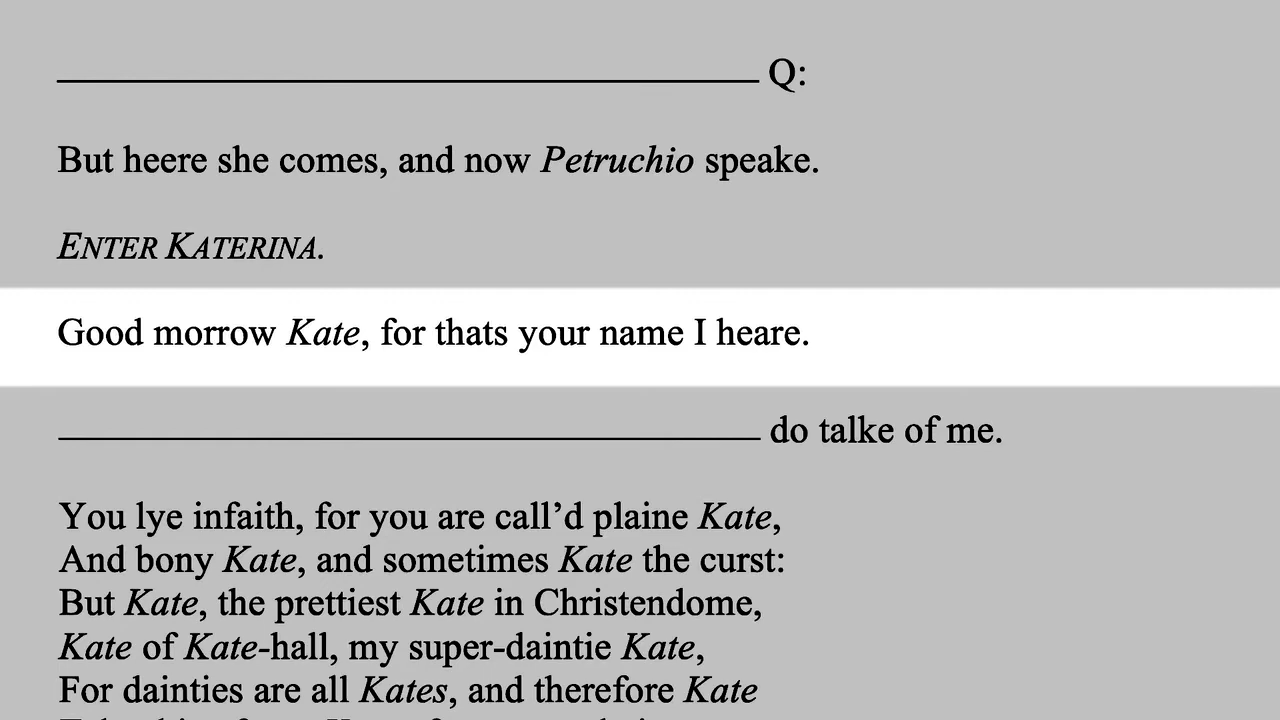 Q:
But heere she comes, and now Petruchio speake.
ENTER KATERINA.
Good morrow Kate, for thats your name I heare.
do talke of me.
You lye infaith, for you are call’d plaine Kate,
And bony Kate, and sometimes Kate the curst:
But Kate, the prettiest Kate in Christendome,
Kate of Kate-hall, my super-daintie Kate,
For dainties are all Kates, and therefore Kate